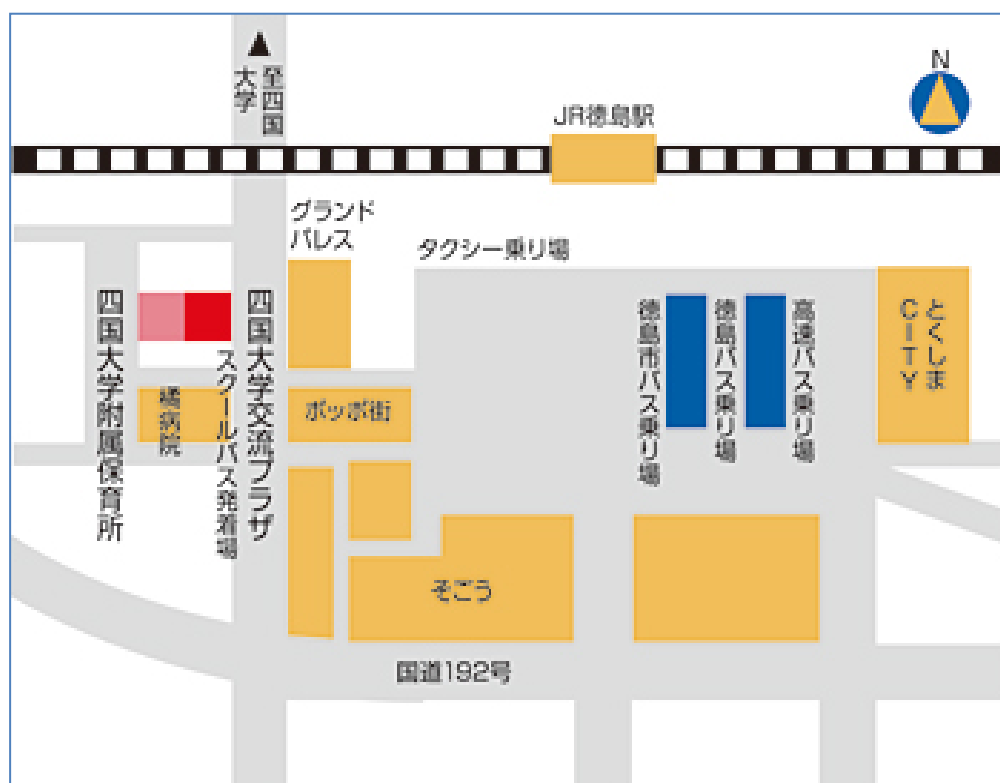 至四国
大学
N
JR徳島駅
グランド
パレス
タクシー乗り場
四国大学附属保育所
橘病院
スクールバス発着場
四国大学交流プラザ
ポッポ街
徳島市バス乗り場
徳島バス乗り場
高速バス乗り場
とくしま
CITY
そごう
国道192号